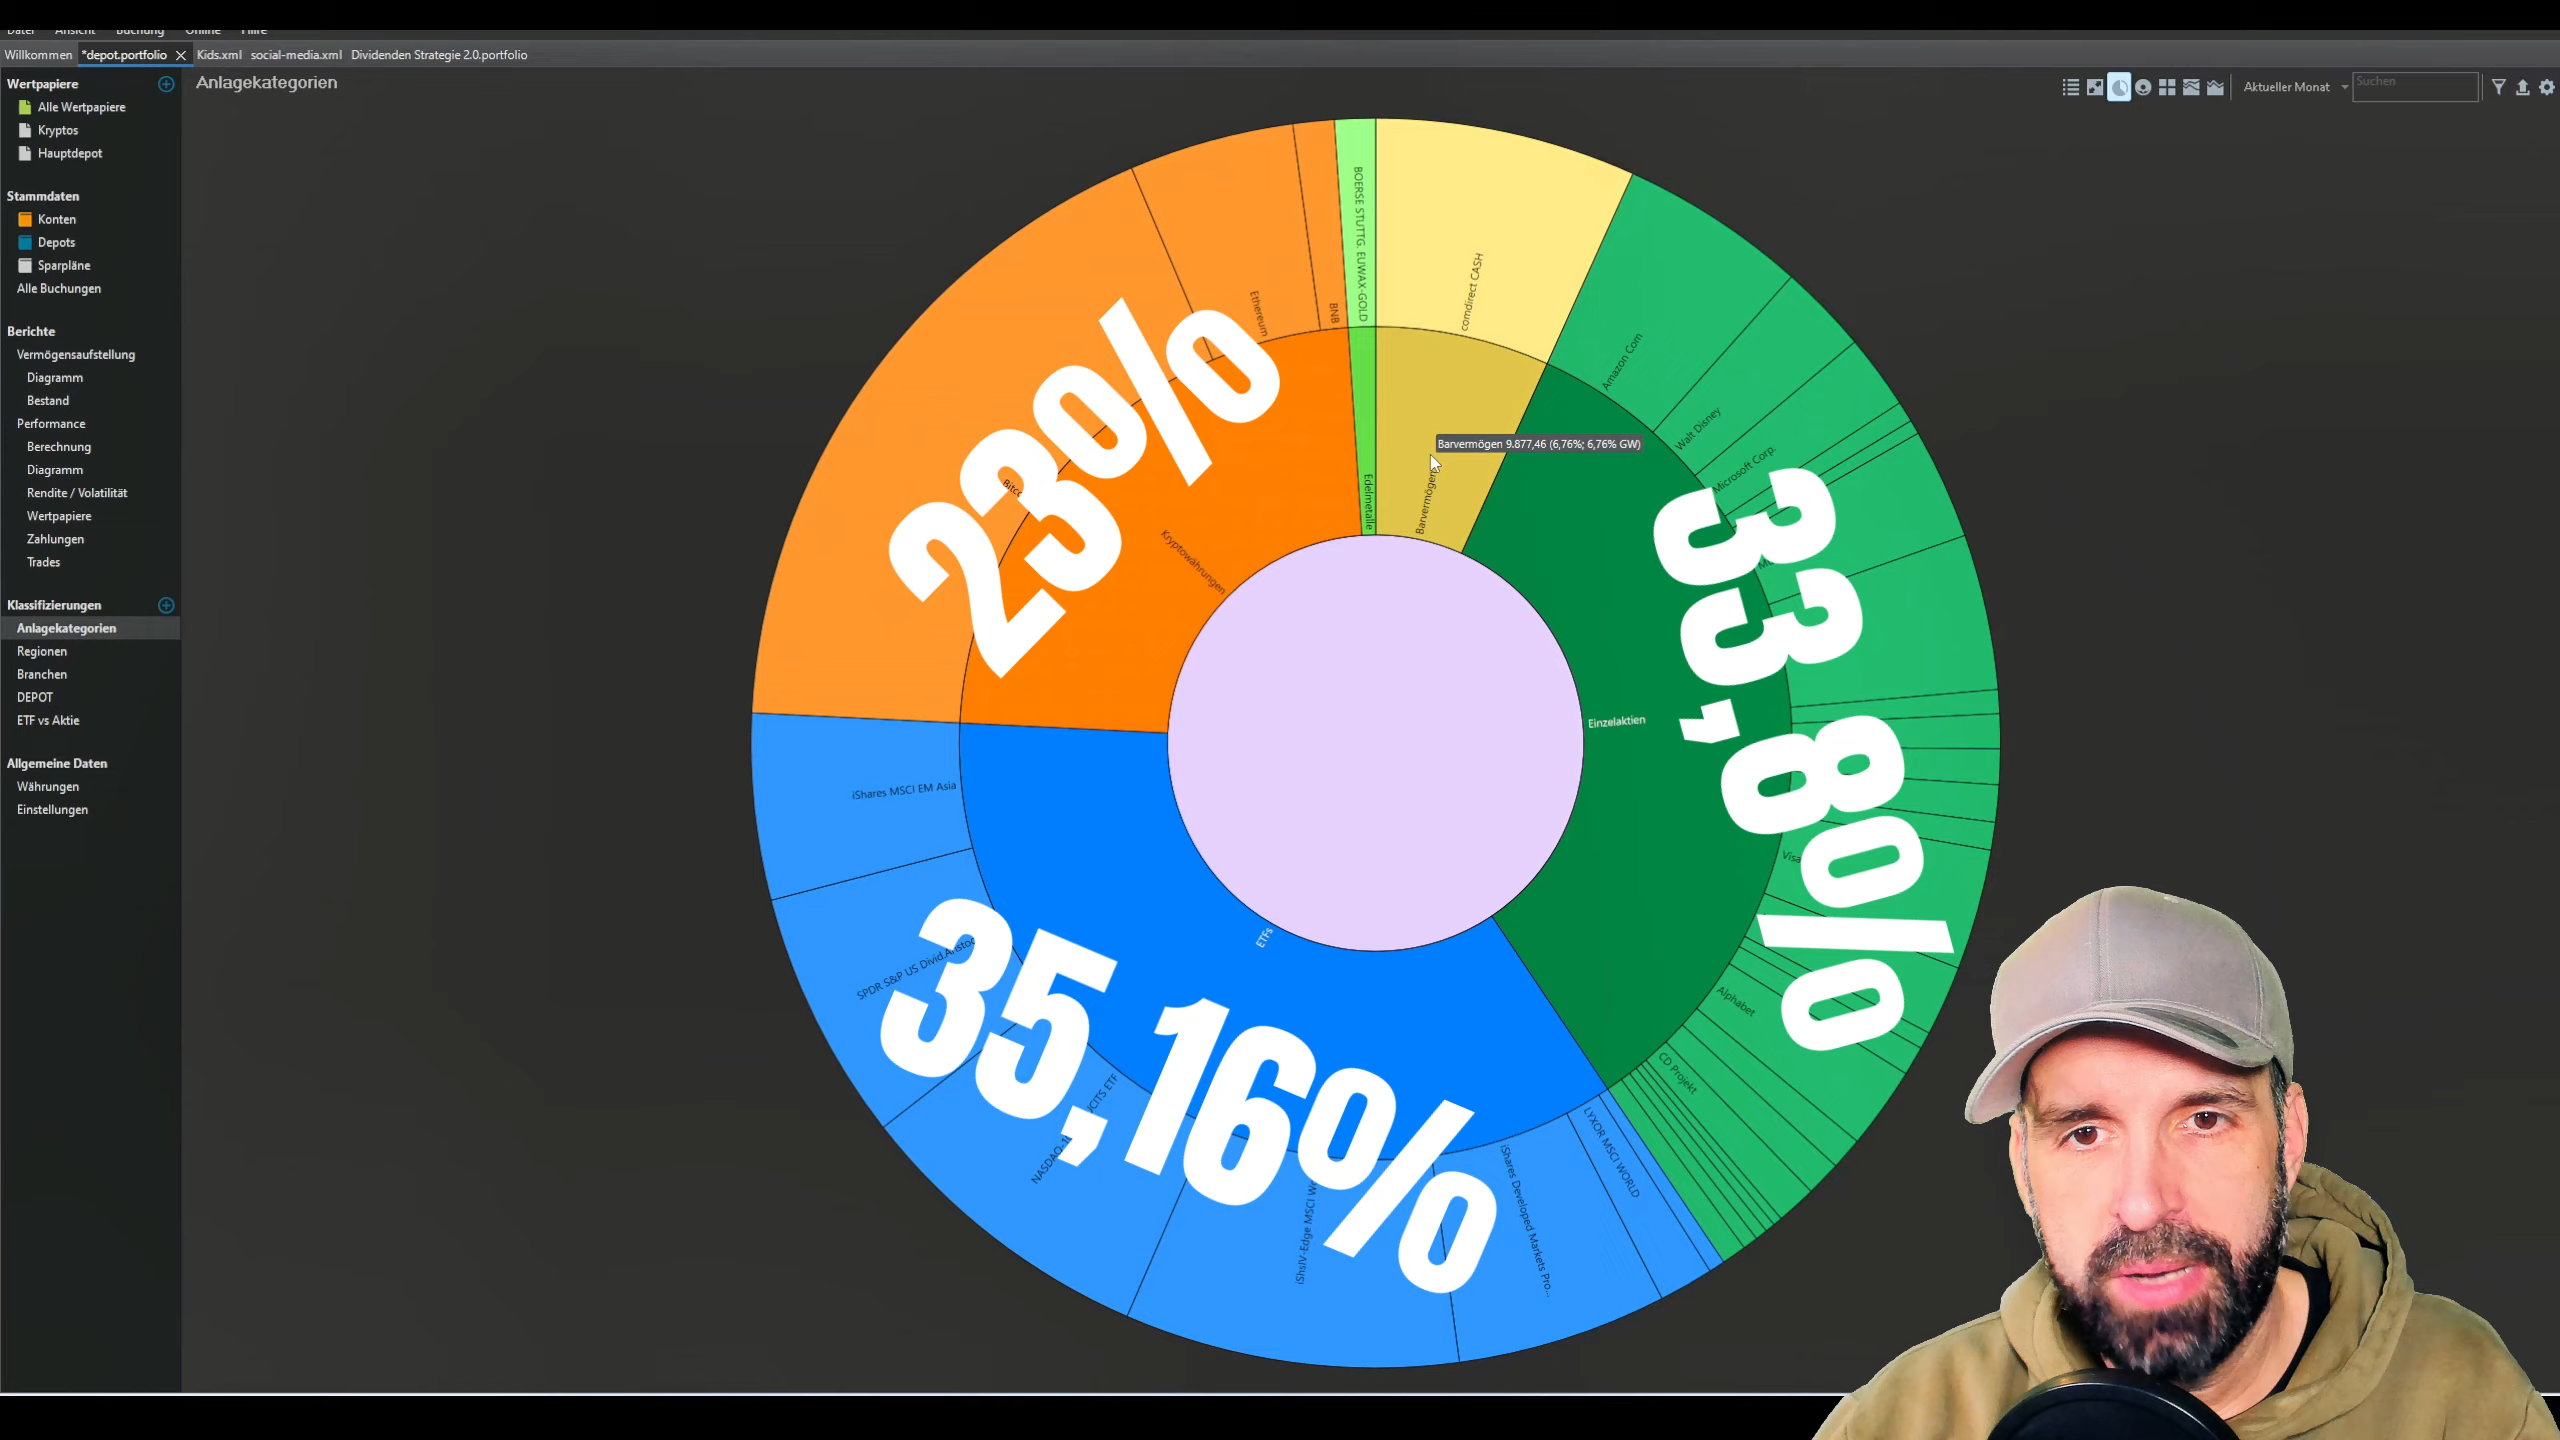 Datei Ansicht Buchung Online Hilfe
Willkommen *depot.portfolio Kids.xml social-media.xml Dividenden Strategie 2.0.portfolio
Wertpapiere
Alle Wertpapiere
Kryptos
Hauptdepot
Stammdaten
Konten
Depots
Sparpläne
Alle Buchungen
Berichte
Vermögensaufstellung
Diagramm
Bestand
Performance
Berechnung
Diagramm
Rendite / Volatilität
Wertpapiere
Zahlungen
Trades
Klassifizierungen
Anlagekategorien
Regionen
Branchen
DEPOT
ETF vs Aktie
Allgemeine Daten
Währungen
Einstellungen
Anlagekategorien
Aktueller Monat
Suchen
BOERSE STUTTG. EUWAX-GOLD
comdirect CASH
Ethereum
BNB
Amazon Com
Walt Disney
Microsoft Corp.
Barvermögen 9.877,46 (6,76%; 6,76% GW)
Barvermögen
Edelmetalle
23%
Kryptowährungen
33,80%
Einzelaktien
iShares MSCI EM Asia
Visa
SPDR S&P US Divid.Aristoc
ETFs
35,16%
Alphabet
CD Projekt
LYXOR MSCI WORLD
iShares Developed Markets Pro...